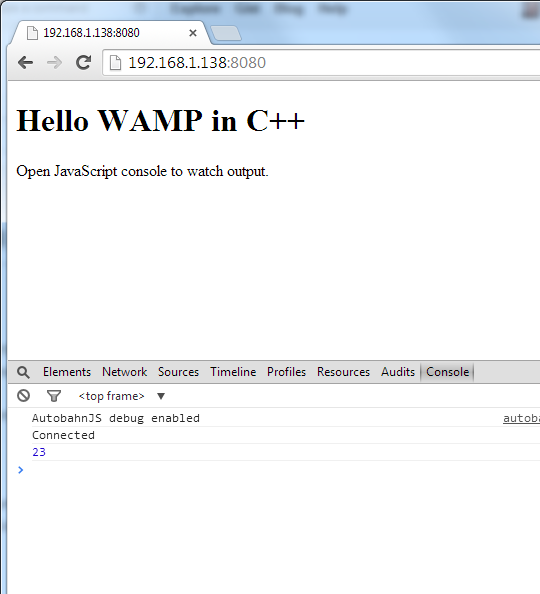 192.168.1.138:8080
192.168.1.138:8080
Hello WAMP in C++
Open JavaScript console to watch output.
Elements Network Sources Timeline Profiles Resources Audits Console
<top frame> ▼
AutobahnJS debug enabled autoba
Connected
23
>